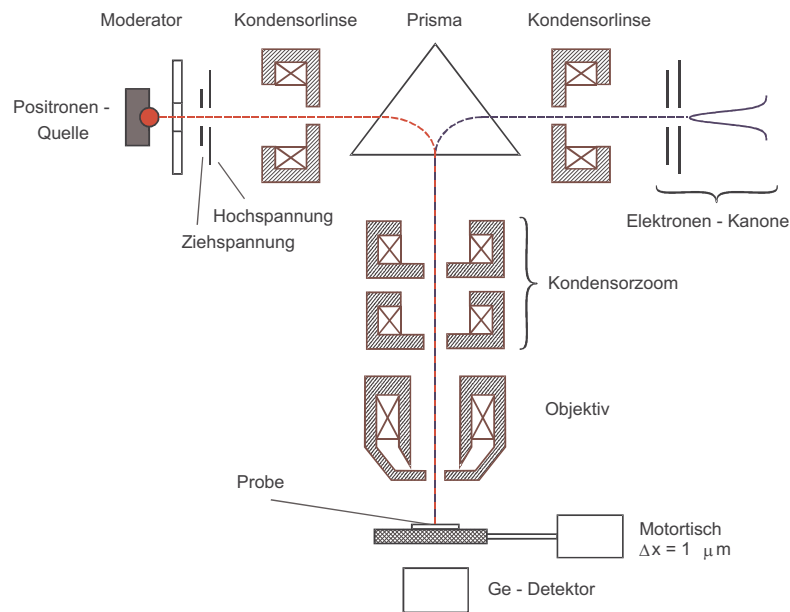 Moderator
Kondensorlinse
Prisma
Kondensorlinse
Positronen -
Quelle
Hochspannung
Ziehspannung
Elektronen - Kanone
Kondensorzoom
Objektiv
Probe
Motortisch
Δx = 1 μm
Ge - Detektor